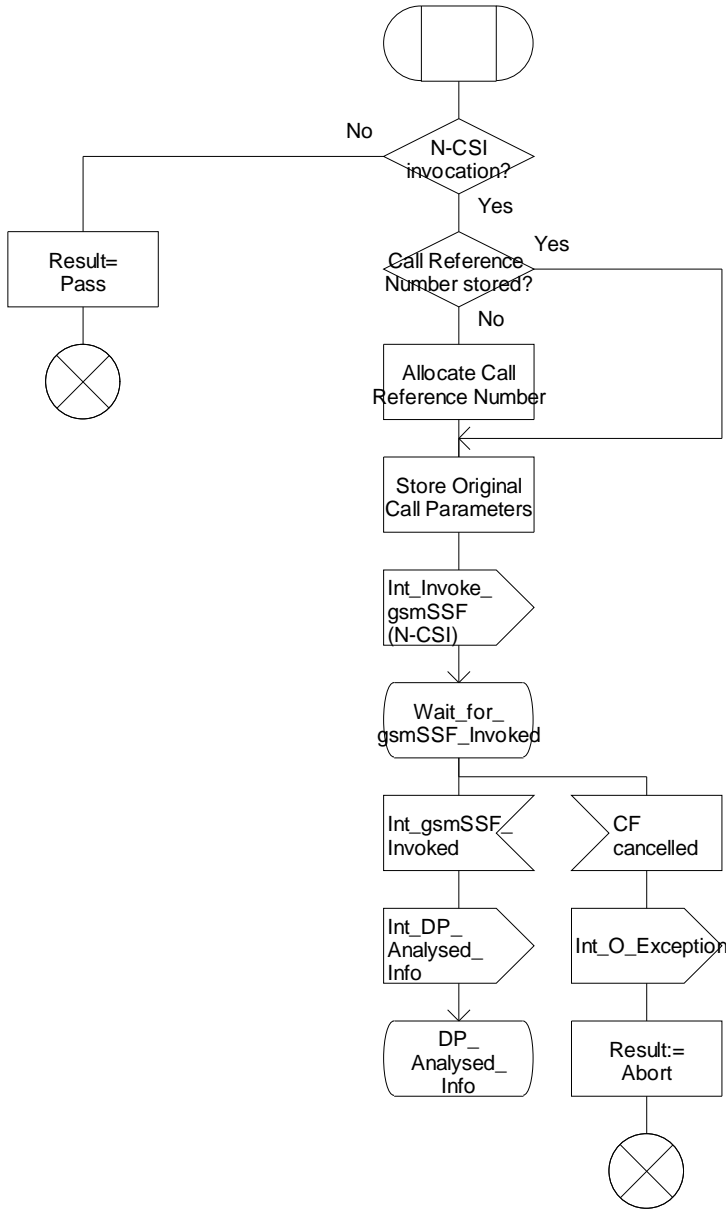 No
N-CSI
invocation?
Yes
Result=
Pass
Call Reference
Number stored?
Yes
No
Allocate Call
Reference Number
Store Original
Call Parameters
Int_Invoke_
gsmSSF
(N-CSI)
Wait_for_
gsmSSF_Invoked
Int_gsmSSF_
Invoked
CF
cancelled
Int_DP_
Analysed_
Info
Int_O_Exception
DP_
Analysed_
Info
Result:=
Abort